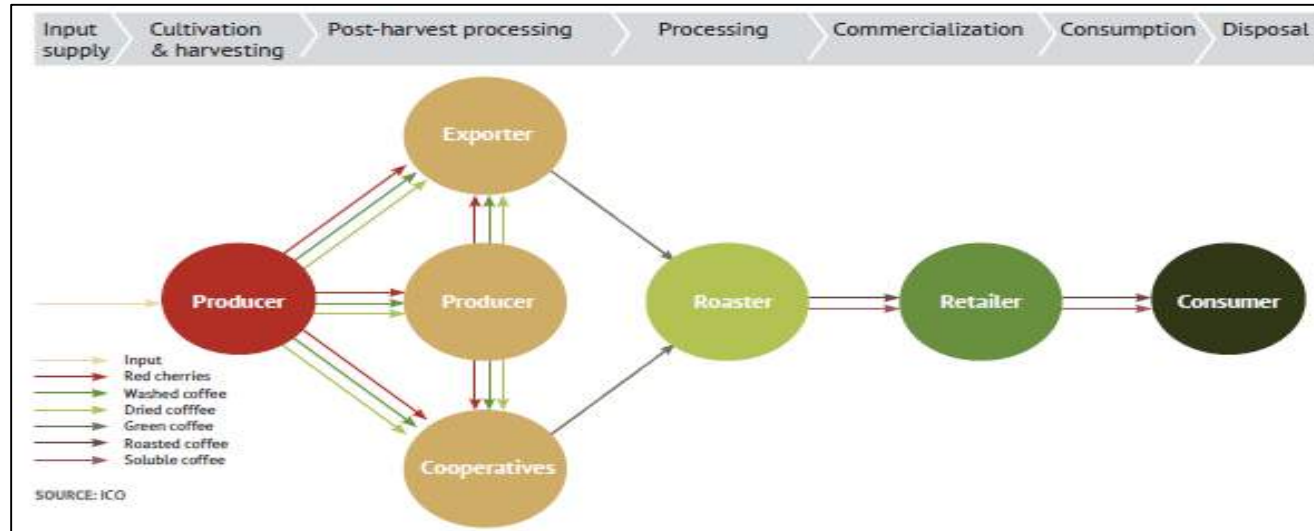 Input
supply
Cultivation
& harvesting
Post-harvest processing
Processing
Commercialization
Consumption
Disposal
Exporter
Producer
Producer
Roaster
Retailer
Consumer
Cooperatives
Input
Red cherries
Washed coffee
Dried cofffee
Green coffee
Roasted coffee
Soluble coffee
SOURCE: ICO